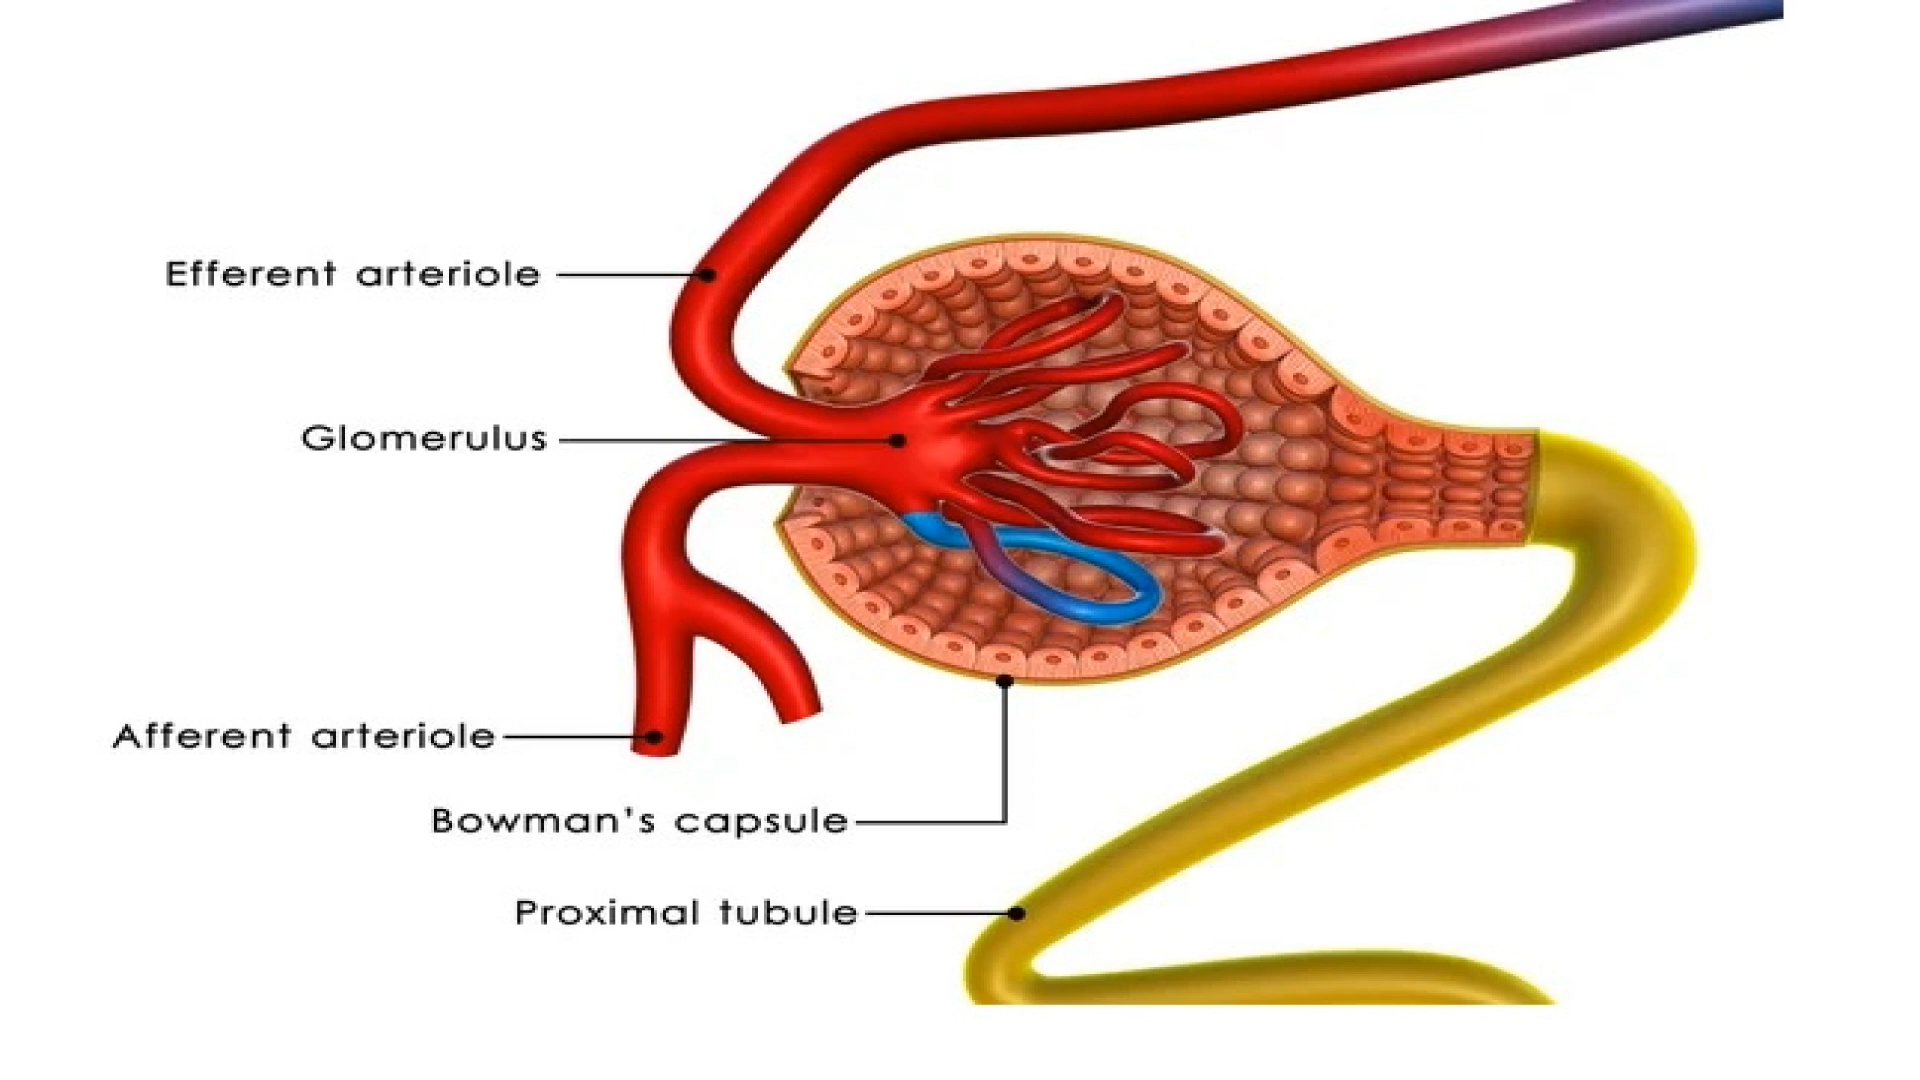 Efferent arteriole
Glomerulus
Afferent arteriole
Bowman's capsule
Proximal tubule